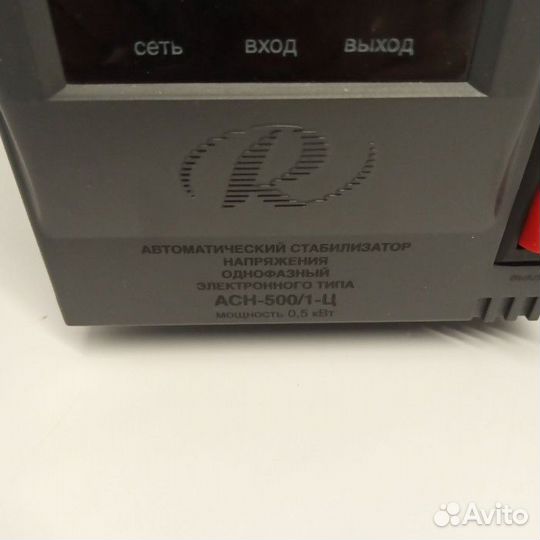 сеть вход выход
R
АВТОМАТИЧЕСКИЙ СТАБИЛИЗАТОР
НАПРЯЖЕНИЯ
ОДНОФАЗНЫЙ
ЭЛЕКТРОННОГО ТИПА
АСН-500/1-Ц
мощность 0,5 кВт
Avito